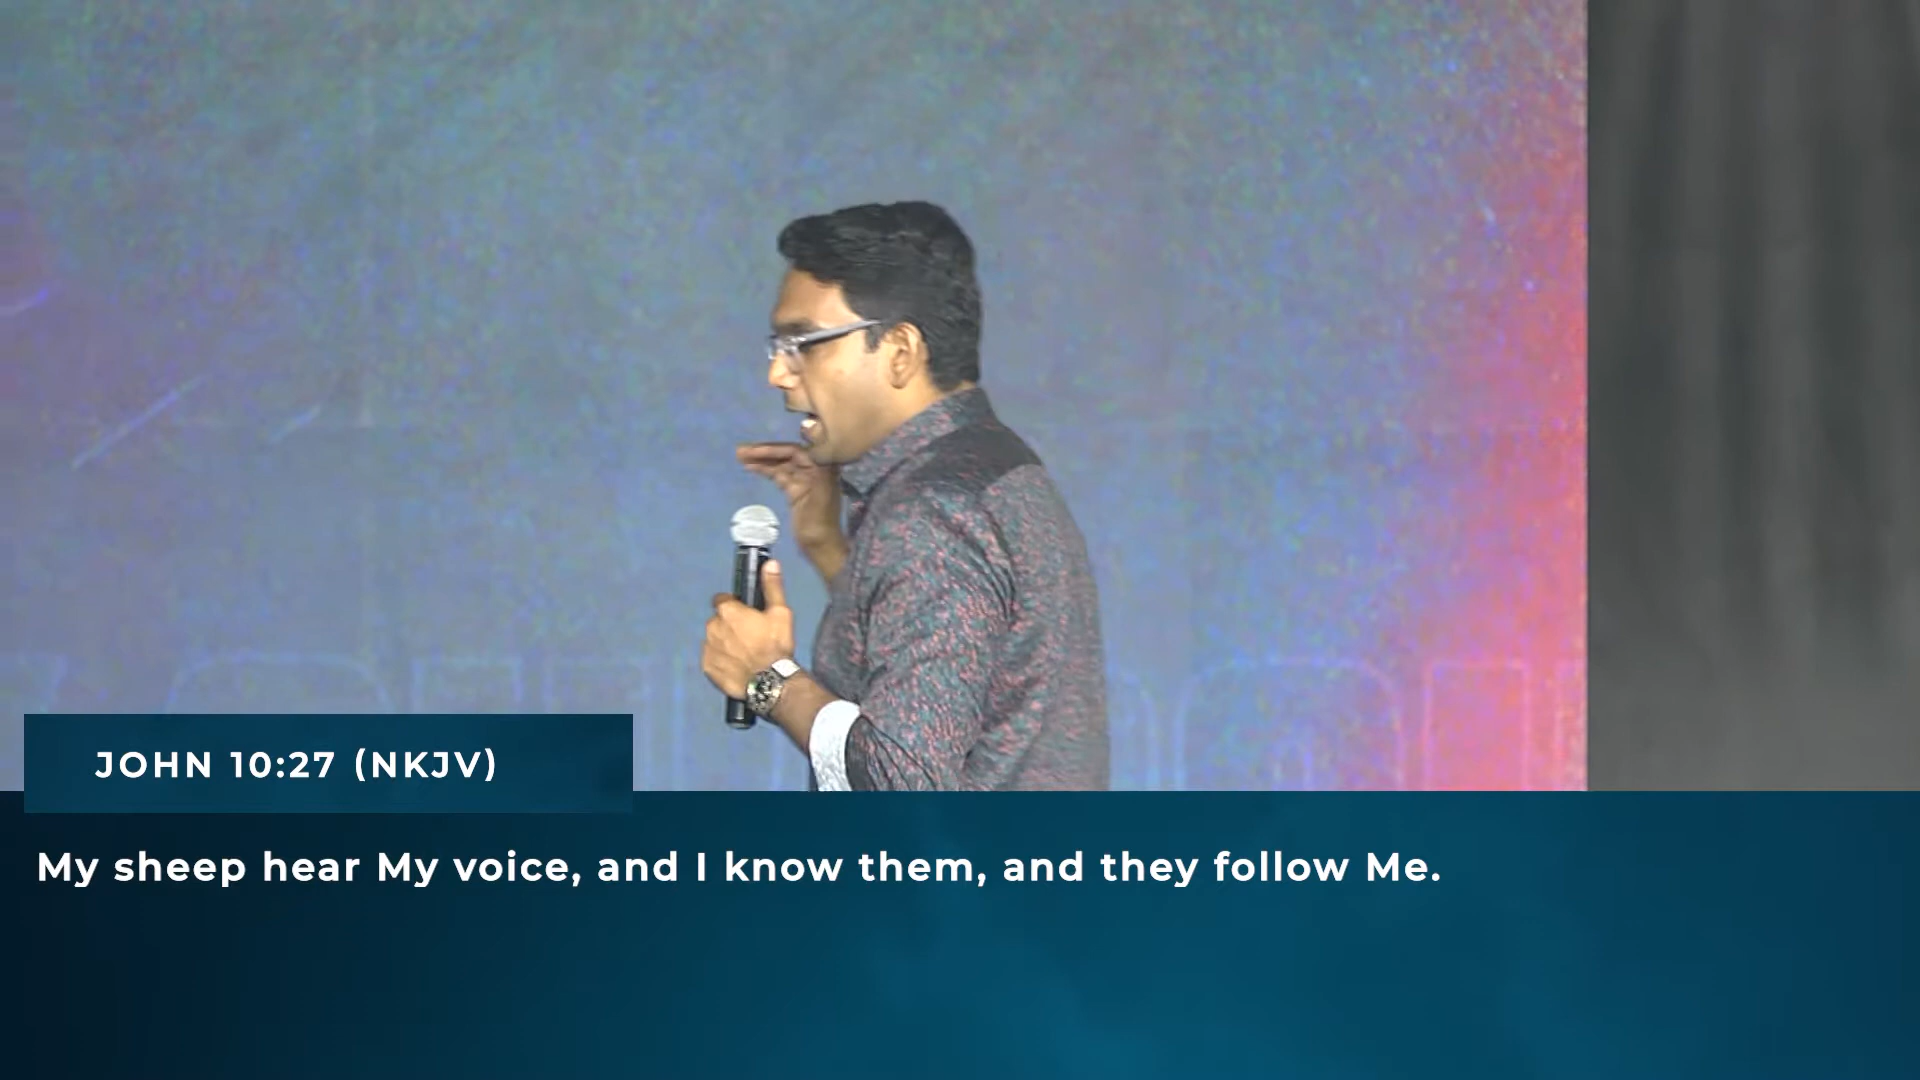 JOHN 10:27 (NKJV)
My sheep hear My voice, and I know them, and they follow Me.